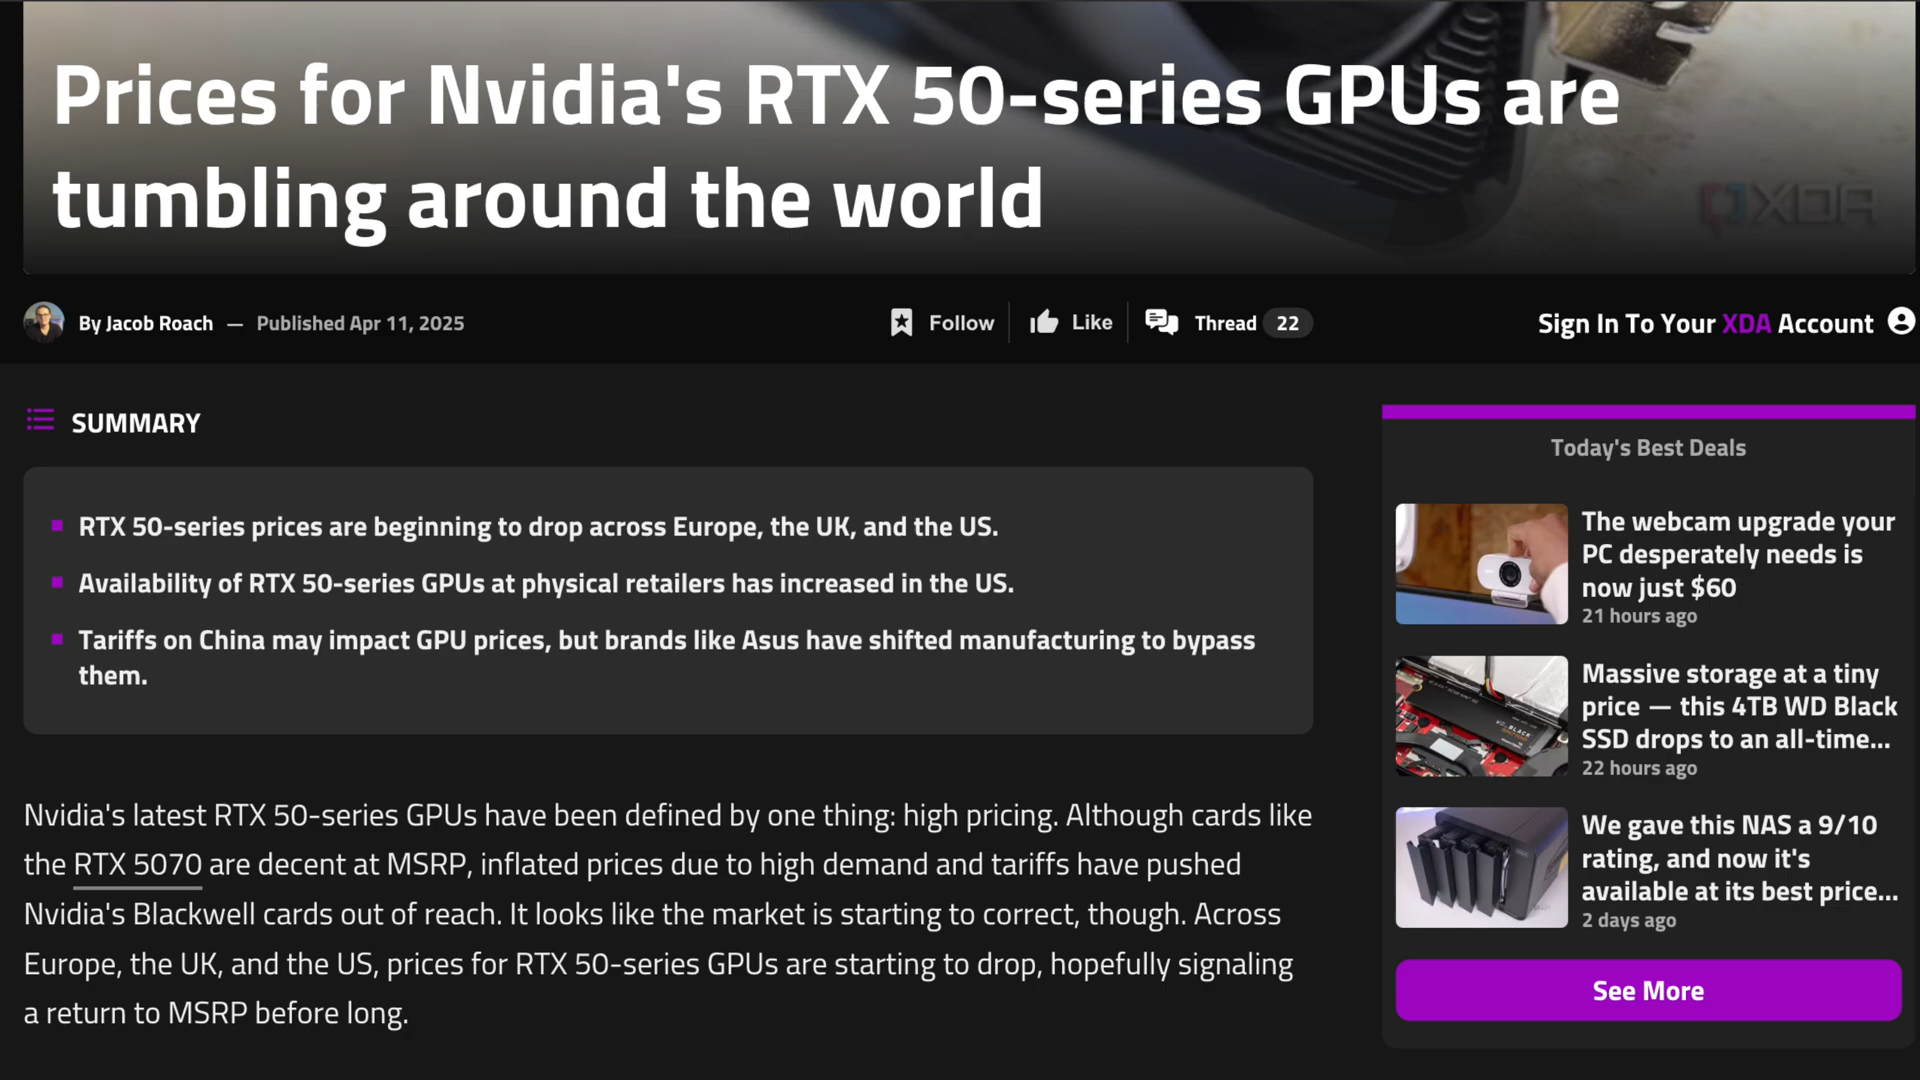 Prices for Nvidia's RTX 50-series GPUs are
tumbling around the world
XDA
By Jacob Roach — Published Apr 11, 2025
Follow
Like
Thread 22
Sign In To Your XDA Account
SUMMARY
RTX 50-series prices are beginning to drop across Europe, the UK, and the US.
Availability of RTX 50-series GPUs at physical retailers has increased in the US.
Tariffs on China may impact GPU prices, but brands like Asus have shifted manufacturing to bypass
them.
Nvidia's latest RTX 50-series GPUs have been defined by one thing: high pricing. Although cards like
the RTX 5070 are decent at MSRP, inflated prices due to high demand and tariffs have pushed
Nvidia's Blackwell cards out of reach. It looks like the market is starting to correct, though. Across
Europe, the UK, and the US, prices for RTX 50-series GPUs are starting to drop, hopefully signaling
a return to MSRP before long.
Today's Best Deals
The webcam upgrade your
PC desperately needs is
now just $60
21 hours ago
Massive storage at a tiny
price — this 4TB WD Black
SSD drops to an all-time...
22 hours ago
We gave this NAS a 9/10
rating, and now it's
available at its best price...
2 days ago
See More